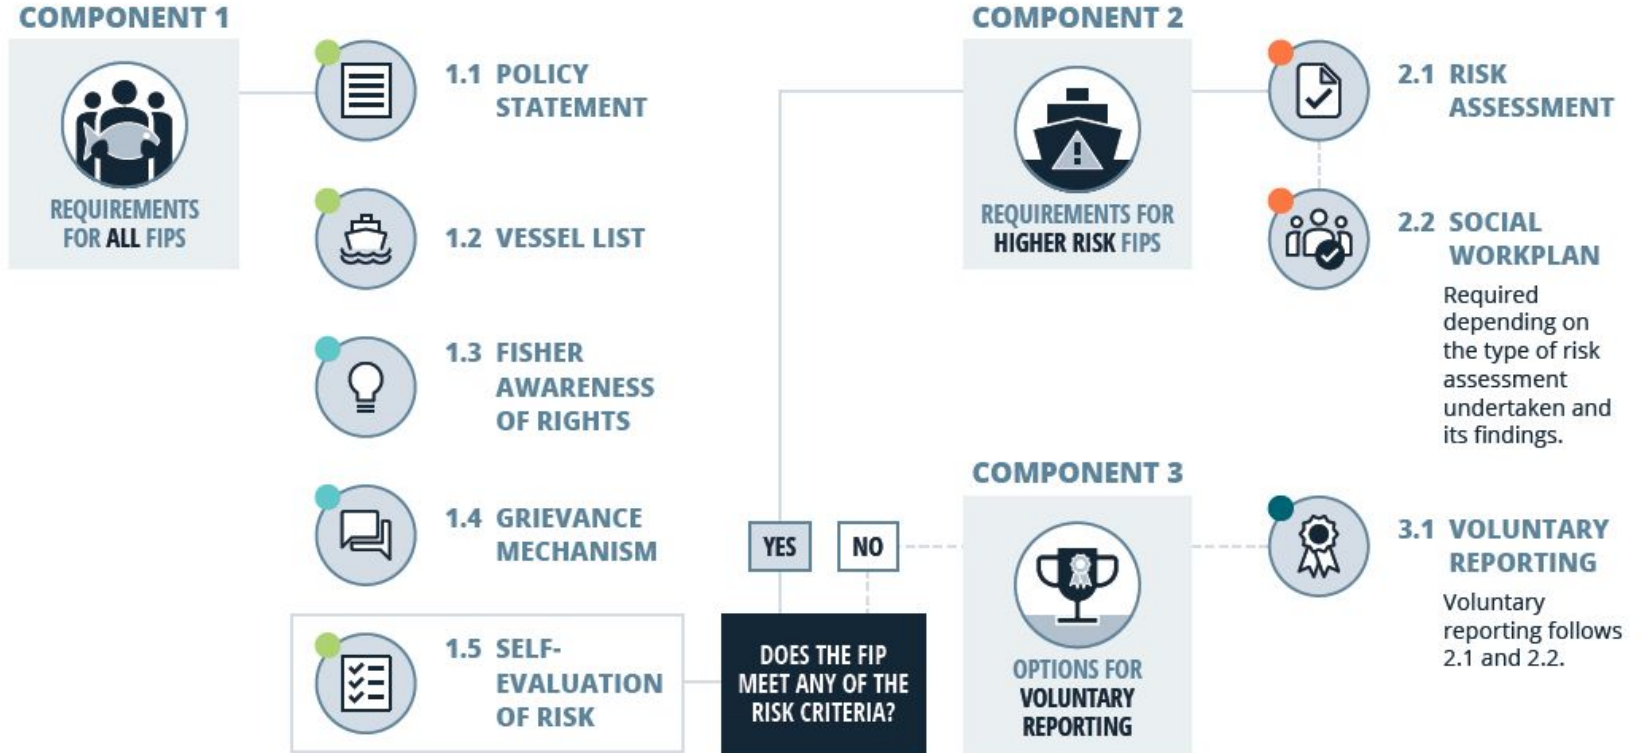 COMPONENT 1
REQUIREMENTS
FOR ALL FIPS
1.1 POLICY
STATEMENT
1.2 VESSEL LIST
1.3 FISHER
AWARENESS
OF RIGHTS
1.4 GRIEVANCE
MECHANISM
1.5 SELF-
EVALUATION
OF RISK
DOES THE FIP
MEET ANY OF THE
RISK CRITERIA?
YES
NO
COMPONENT 2
REQUIREMENTS FOR
HIGHER RISK FIPS
2.1 RISK
ASSESSMENT
2.2 SOCIAL
WORKPLAN
Required
depending on
the type of risk
assessment
undertaken and
its findings.
COMPONENT 3
OPTIONS FOR
VOLUNTARY
REPORTING
3.1 VOLUNTARY
REPORTING
Voluntary
reporting follows
2.1 and 2.2.